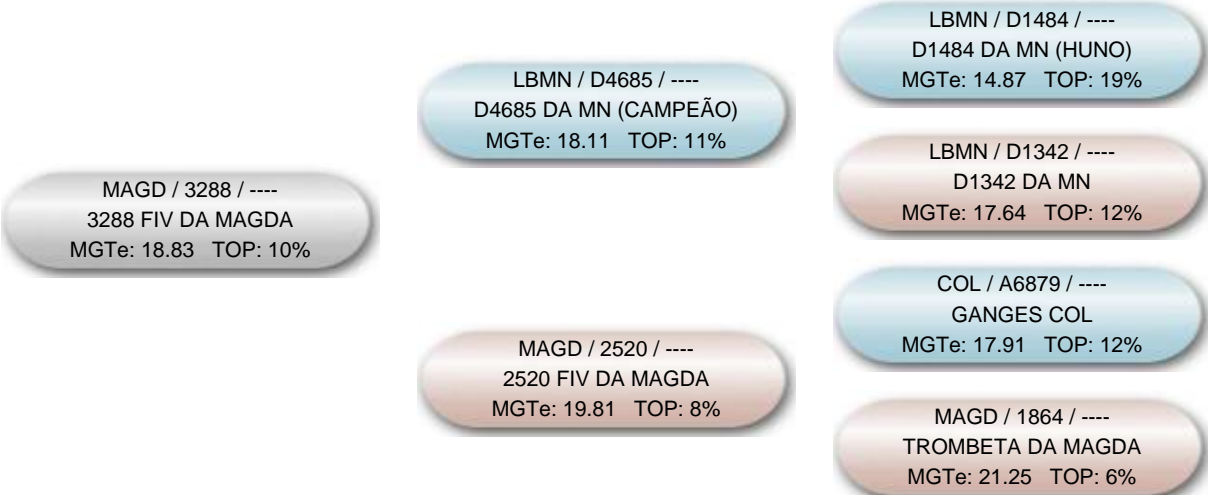 MAGD / 3288 / ----
3288 FIV DA MAGDA
MGTe: 18.83 TOP: 10%
LBMN / D4685 / ----
D4685 DA MN (CAMPEÃO)
MGTe: 18.11 TOP: 11%
MAGD / 2520 / ----
2520 FIV DA MAGDA
MGTe: 19.81 TOP: 8%
LBMN / D1484 / ----
D1484 DA MN (HUNO)
MGTe: 14.87 TOP: 19%
LBMN / D1342 / ----
D1342 DA MN
MGTe: 17.64 TOP: 12%
COL / A6879 / ----
GANGES COL
MGTe: 17.91 TOP: 12%
MAGD / 1864 / ----
TROMBETA DA MAGDA
MGTe: 21.25 TOP: 6%